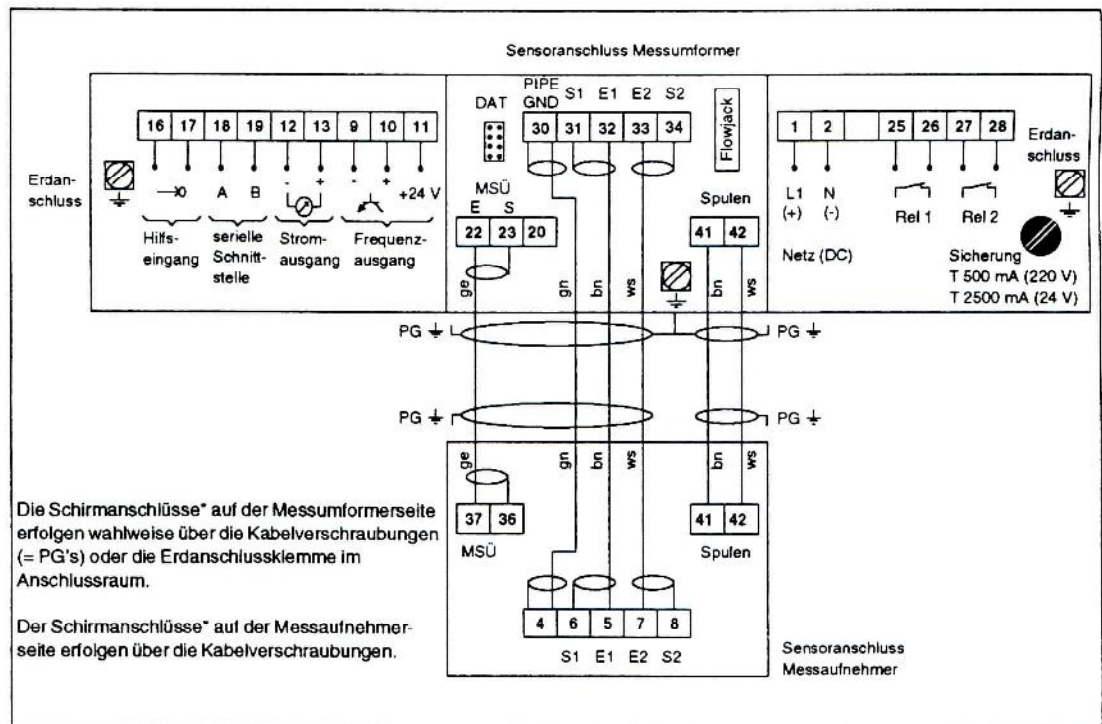 Sensoranschluss Messumformer
PIPE
DAT GND S1 E1 E2 S2
Flowjack
16 17 18 19 12 13 9 10 11
30 31 32 33 34
1 2 25 26 27 28
Erdan-
schluss
Erdan-
schluss
A B - + - + +24 V
MSÜ
E S
22 23 20
Spulen
41 42
L1 N
(+) (-)
Rel 1 Rel 2
Hilfs-
eingang
serielle
Schnitt-
stelle
Strom-
ausgang
Frequenz-
ausgang
Netz (DC)
Sicherung
T 500 mA (220 V)
T 2500 mA (24 V)
ge gn bn ws bn ws
PG PG
PG PG
ge gn bn ws bn ws
Die Schirmanschlüsse* auf der Messumformerseite
erfolgen wahlweise über die Kabelverschraubungen
(= PG's) oder die Erdanschlussklemme im
Anschlussraum.
Der Schirmanschlüsse* auf der Messaufnehmer-
seite erfolgen über die Kabelverschraubungen.
37 36
MSÜ
41 42
Spulen
4 6 5 7 8
S1 E1 E2 S2
Sensoranschluss
Messaufnehmer